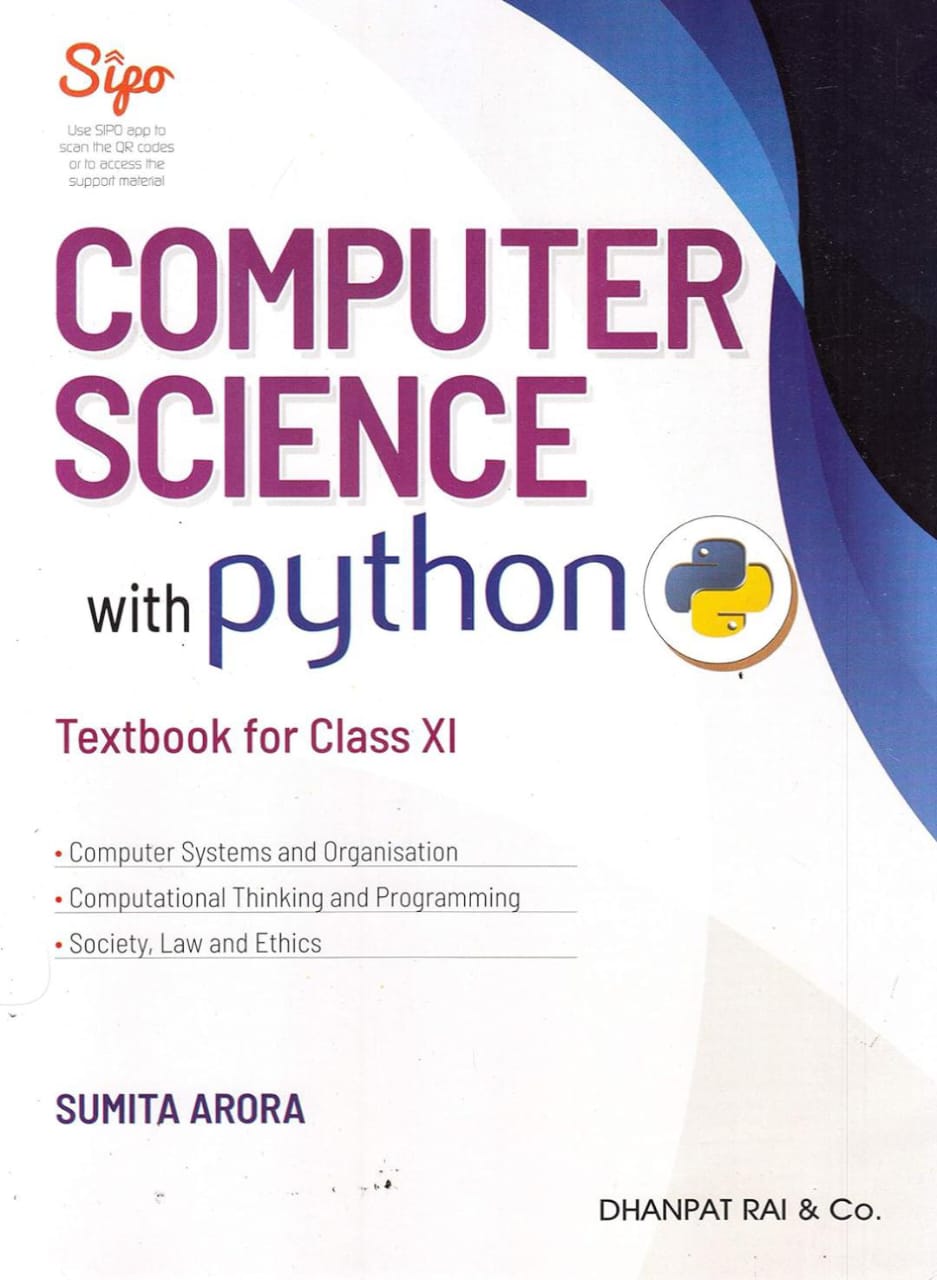 Sipo
Use SIPO app to
scan the QR codes
or to access the
support material
COMPUTER
SCIENCE
with python
Textbook for Class XI
• Computer Systems and Organisation
• Computational Thinking and Programming
• Society, Law and Ethics
SUMITA ARORA
DHANPAT RAI & Co.